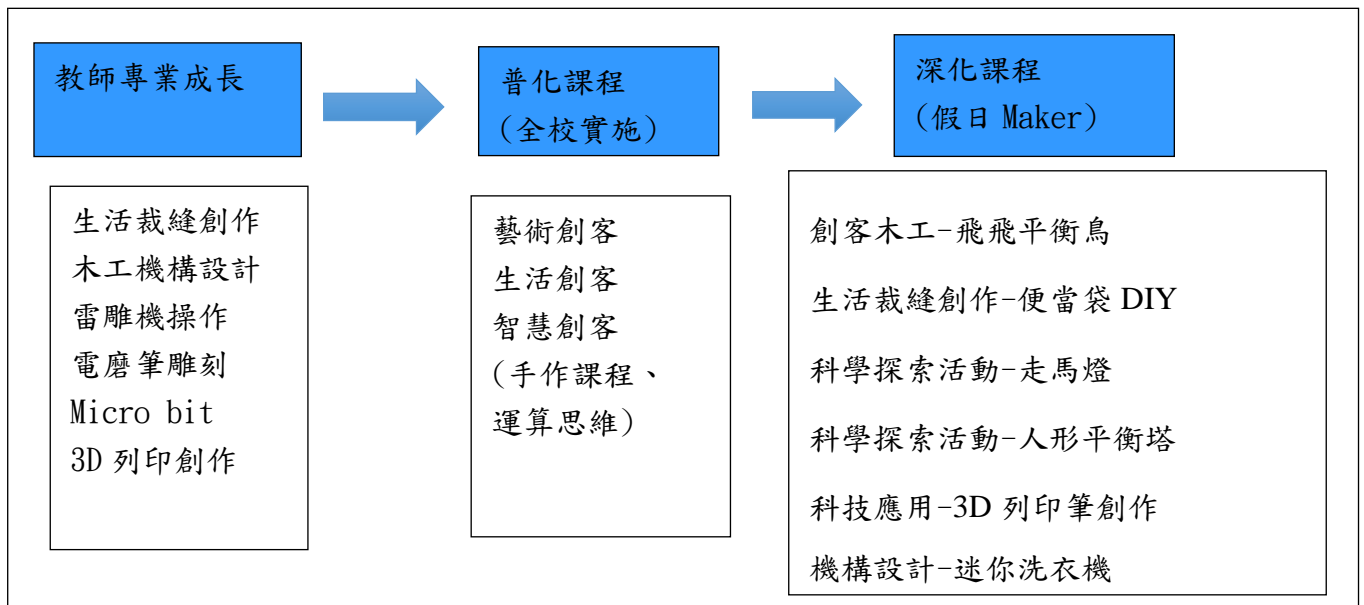 教師專業成長
普化課程
(全校實施)
深化課程
(假日 Maker)
生活裁縫創作
木工機構設計
雷雕機操作
電磨筆雕刻
Micro bit
3D 列印創作
藝術創客
生活創客
智慧創客
(手作課程、
運算思維)
創客木工-飛飛平衡鳥
生活裁縫創作-便當袋 DIY
科學探索活動-走馬燈
科學探索活動-人形平衡塔
科技應用-3D 列印筆創作
機構設計-迷你洗衣機